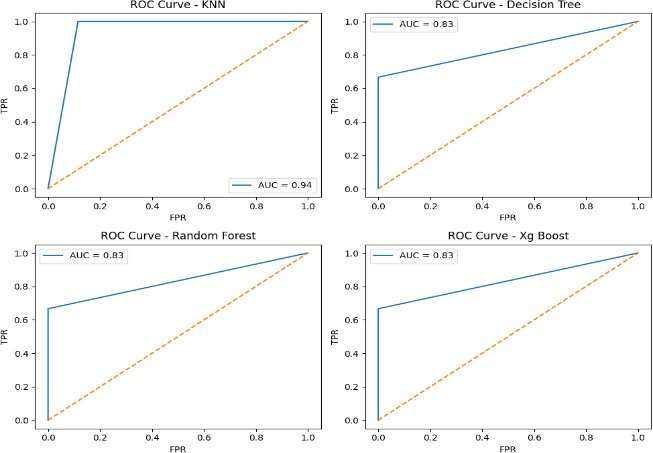 ROC Curve - KNN
TPR
1.0
0.8
0.6
0.4
0.2
0.0
AUC = 0.94
0.0 0.2 0.4 0.6 0.8 1.0
FPR
ROC Curve - Decision Tree
TPR
1.0
0.8
0.6
0.4
0.2
0.0
AUC = 0.83
0.0 0.2 0.4 0.6 0.8 1.0
FPR
ROC Curve - Random Forest
TPR
1.0
0.8
0.6
0.4
0.2
0.0
AUC = 0.83
0.0 0.2 0.4 0.6 0.8 1.0
FPR
ROC Curve - Xg Boost
TPR
1.0
0.8
0.6
0.4
0.2
0.0
AUC = 0.83
0.0 0.2 0.4 0.6 0.8 1.0
FPR